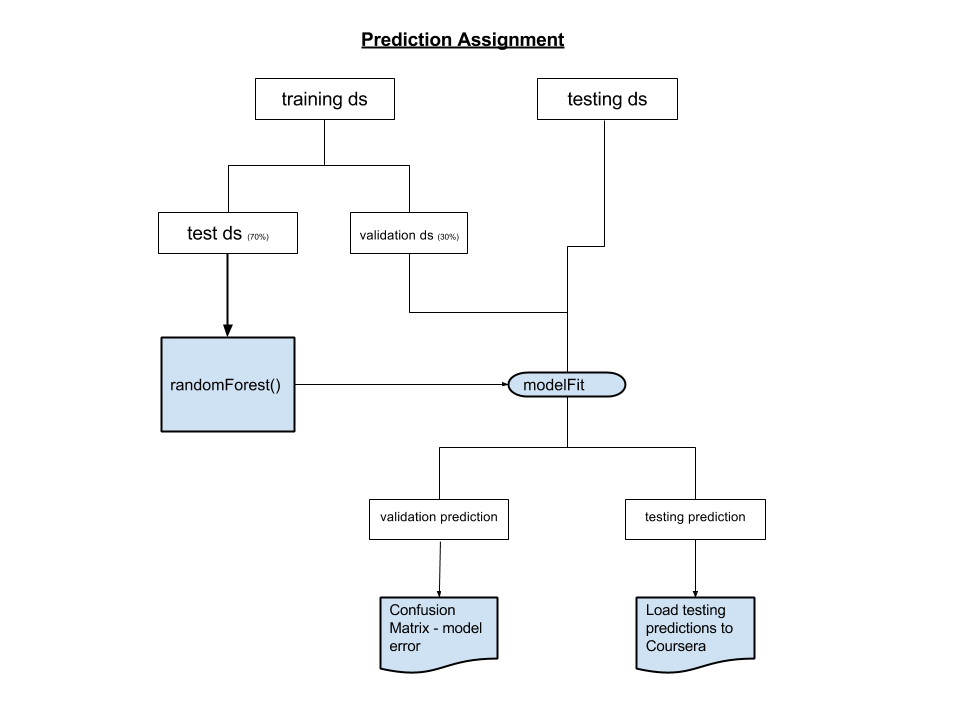 Prediction Assignment
training ds
testing ds
test ds (70%)
validation ds (30%)
randomForest()
modelFit
validation prediction
testing prediction
Confusion
Matrix - model
error
Load testing
predictions to
Coursera